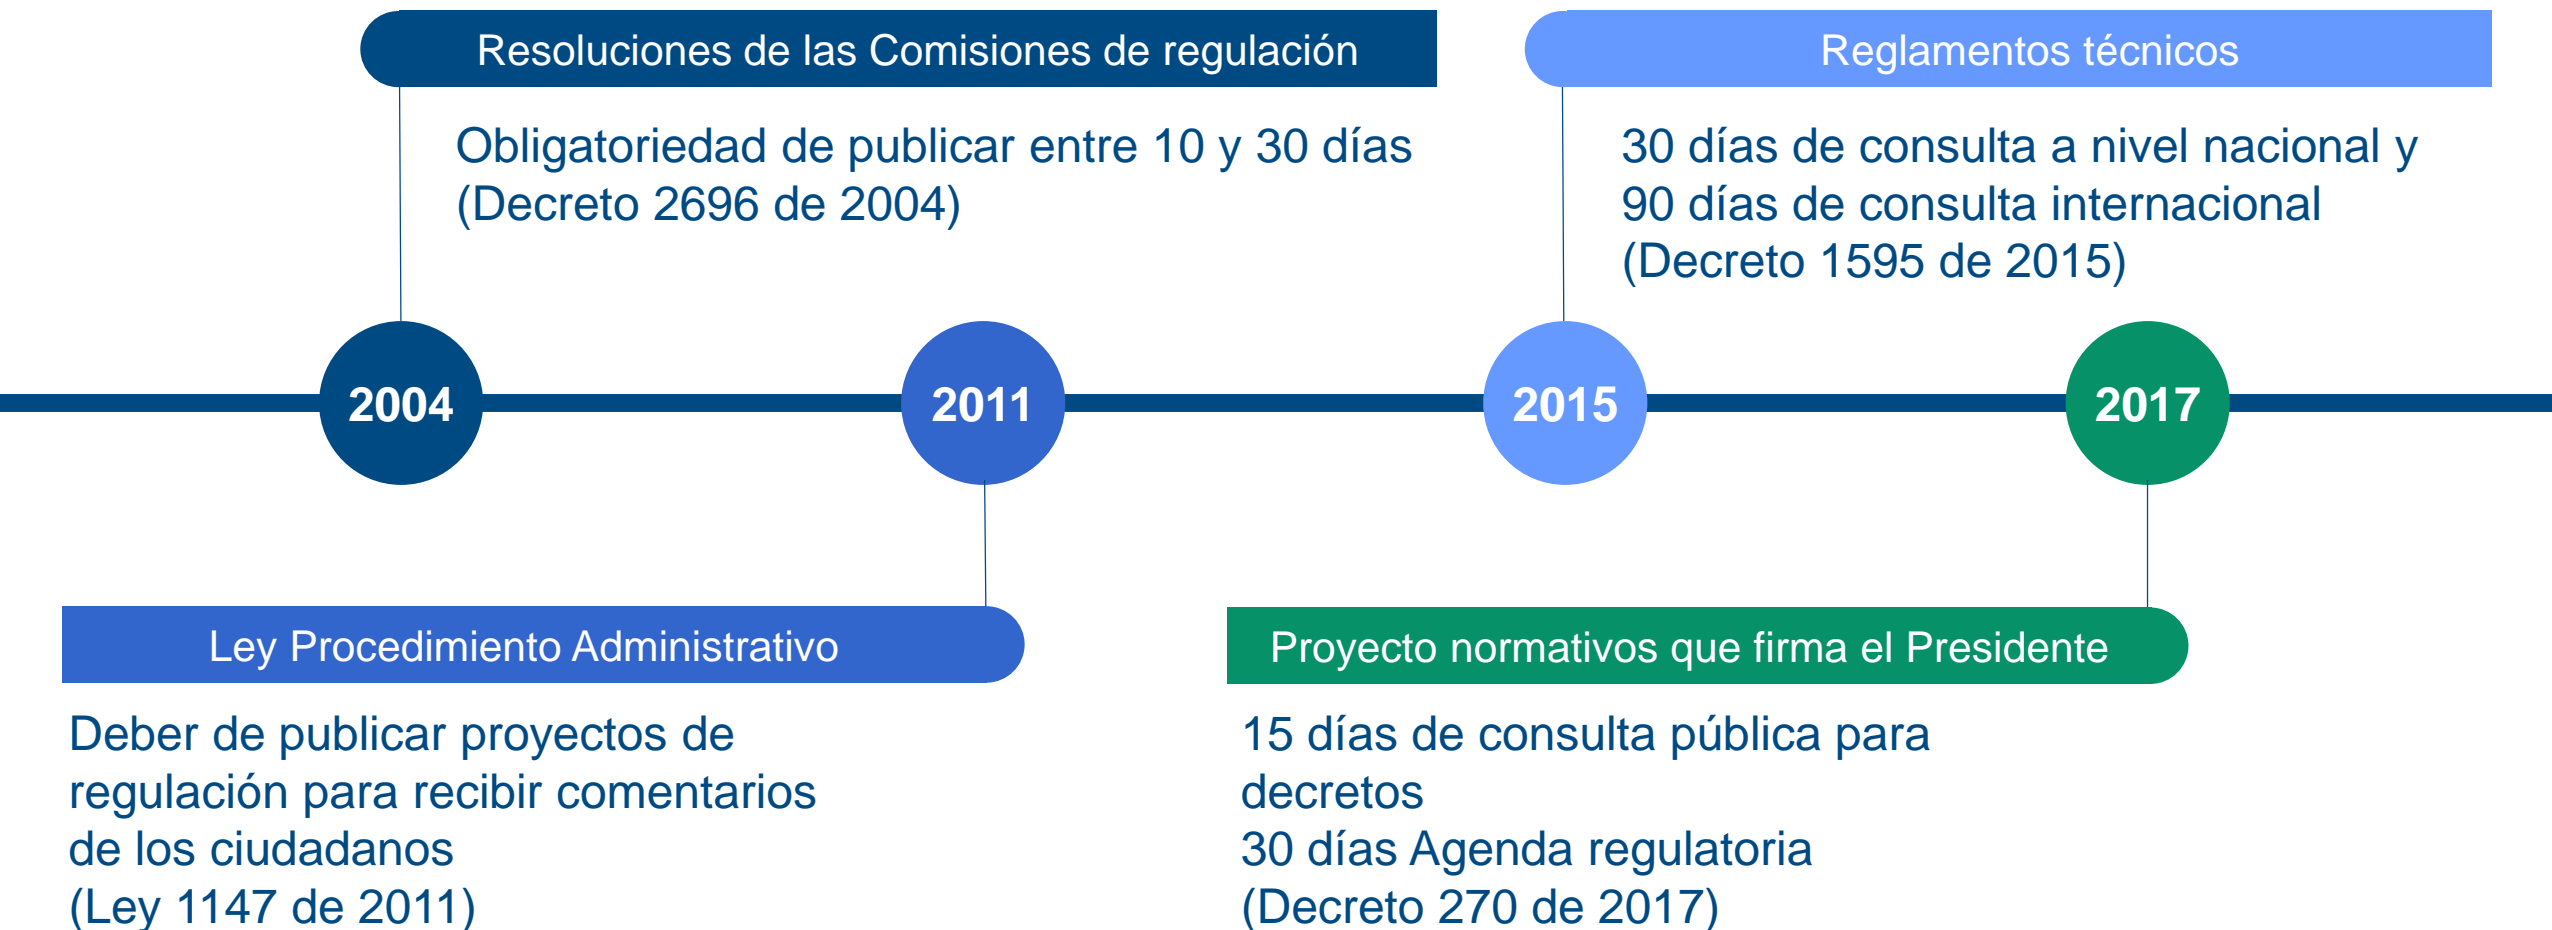 Resoluciones de las Comisiones de regulación
Obligatoriedad de publicar entre 10 y 30 días
(Decreto 2696 de 2004)
Reglamentos técnicos
30 días de consulta a nivel nacional y
90 días de consulta internacional
(Decreto 1595 de 2015)
2004
2011
2015
2017
Ley Procedimiento Administrativo
Deber de publicar proyectos de
regulación para recibir comentarios
de los ciudadanos
(Ley 1147 de 2011)
Proyecto normativos que firma el Presidente
15 días de consulta pública para
decretos
30 días Agenda regulatoria
(Decreto 270 de 2017)